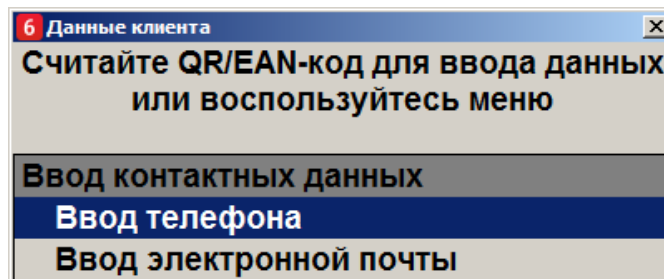 6 Данные клиента
Считайте QR/EAN-код для ввода данных
или воспользуйтесь меню
Ввод контактных данных
Ввод телефона
Ввод электронной почты